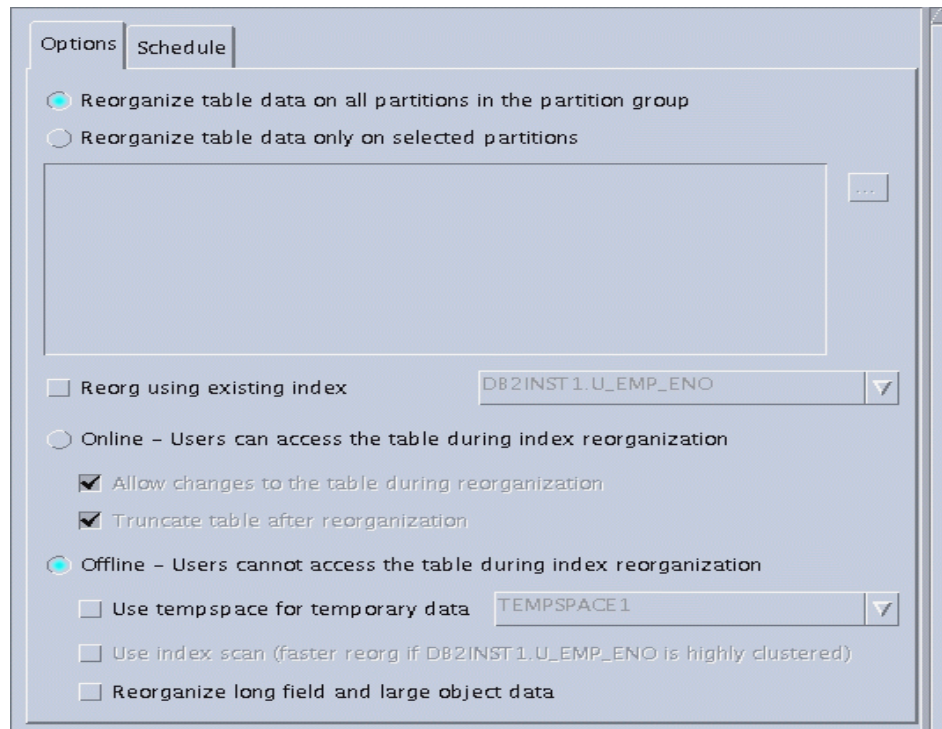 Options
Schedule
Reorganize table data on all partitions in the partition group
Reorganize table data only on selected partitions
...
Reorg using existing index
DB2INST1.U_EMP_ENO
Online – Users can access the table during index reorganization
Allow changes to the table during reorganization
Truncate table after reorganization
Offline – Users cannot access the table during index reorganization
Use tempspace for temporary data
TEMPSPACE1
Use index scan (faster reorg if DB2INST1.U_EMP_ENO is highly clustered)
Reorganize long field and large object data